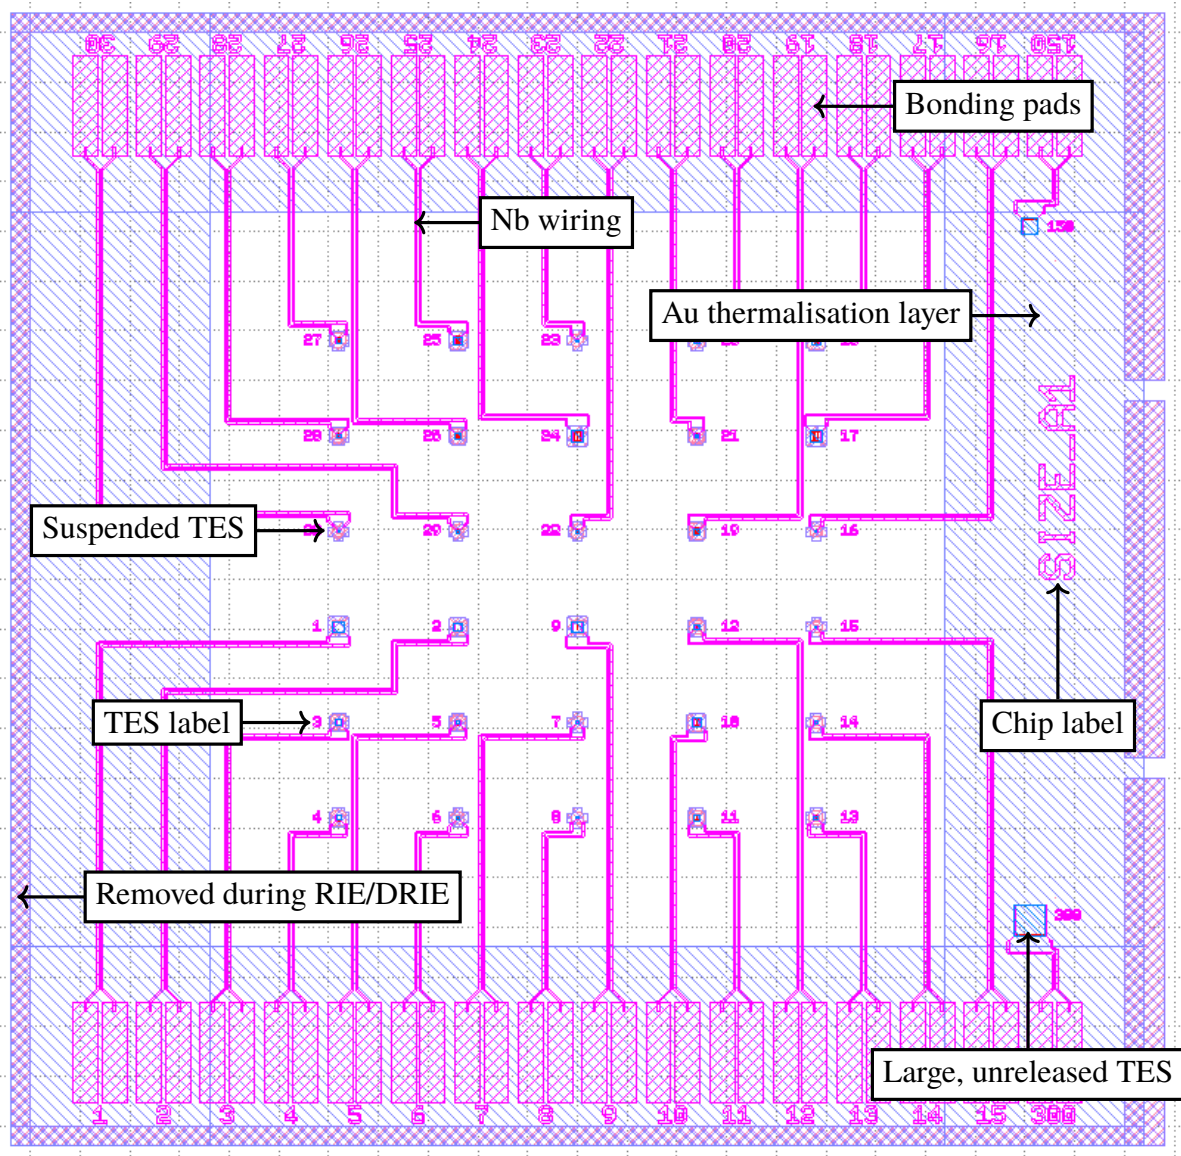 30 29 28 27 26 25 24 23 22 21 20 19 18 17 16 150
Bonding pads
Nb wiring
150
Au thermalisation layer
27 25 23
28 26 24 21 17
SIZE_A1
Suspended TES
29 22 19 16
1 2 9 12 15
TES label
3 5 7 10 14
Chip label
4 6 8 11 13
Removed during RIE/DRIE
300
Large, unreleased TES
1 2 3 4 5 6 7 8 9 10 11 12 13 14 15 300